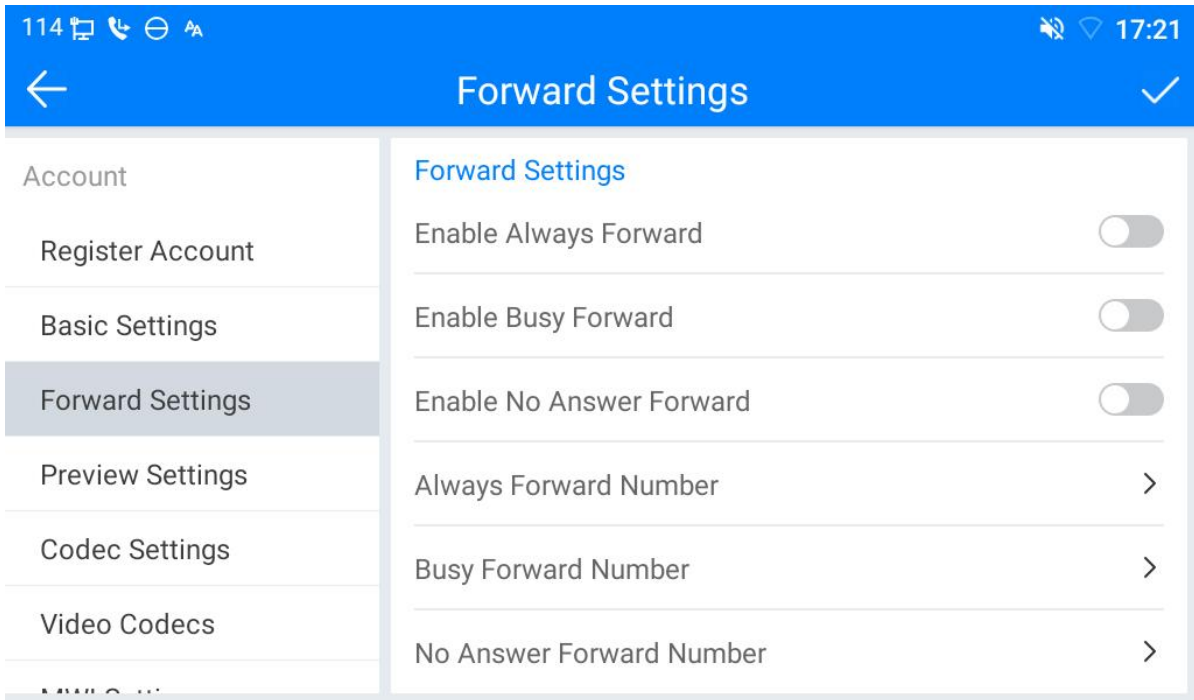 114 17:21
Forward Settings
Account
Register Account
Basic Settings
Forward Settings
Preview Settings
Codec Settings
Video Codecs
Forward Settings
Enable Always Forward
Enable Busy Forward
Enable No Answer Forward
Always Forward Number
Busy Forward Number
No Answer Forward Number